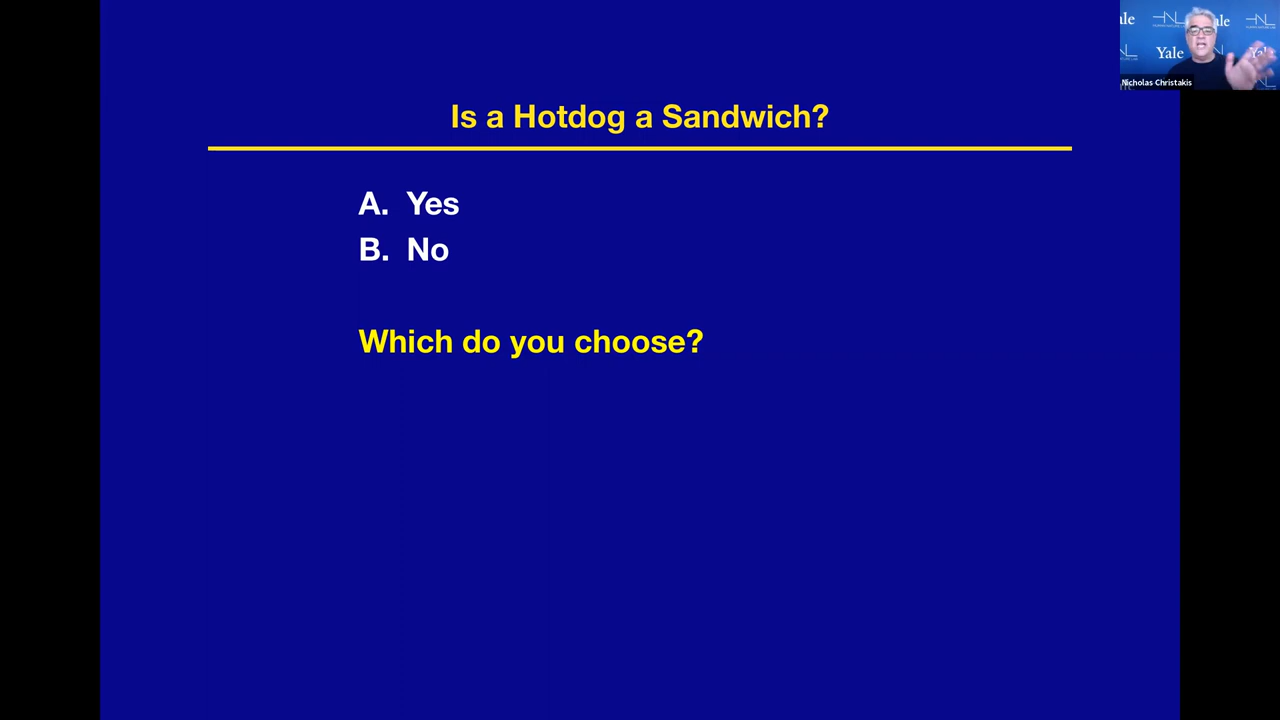 Is a Hotdog a Sandwich?
A. Yes
B. No
Which do you choose?
Yale
Nicholas Christakis